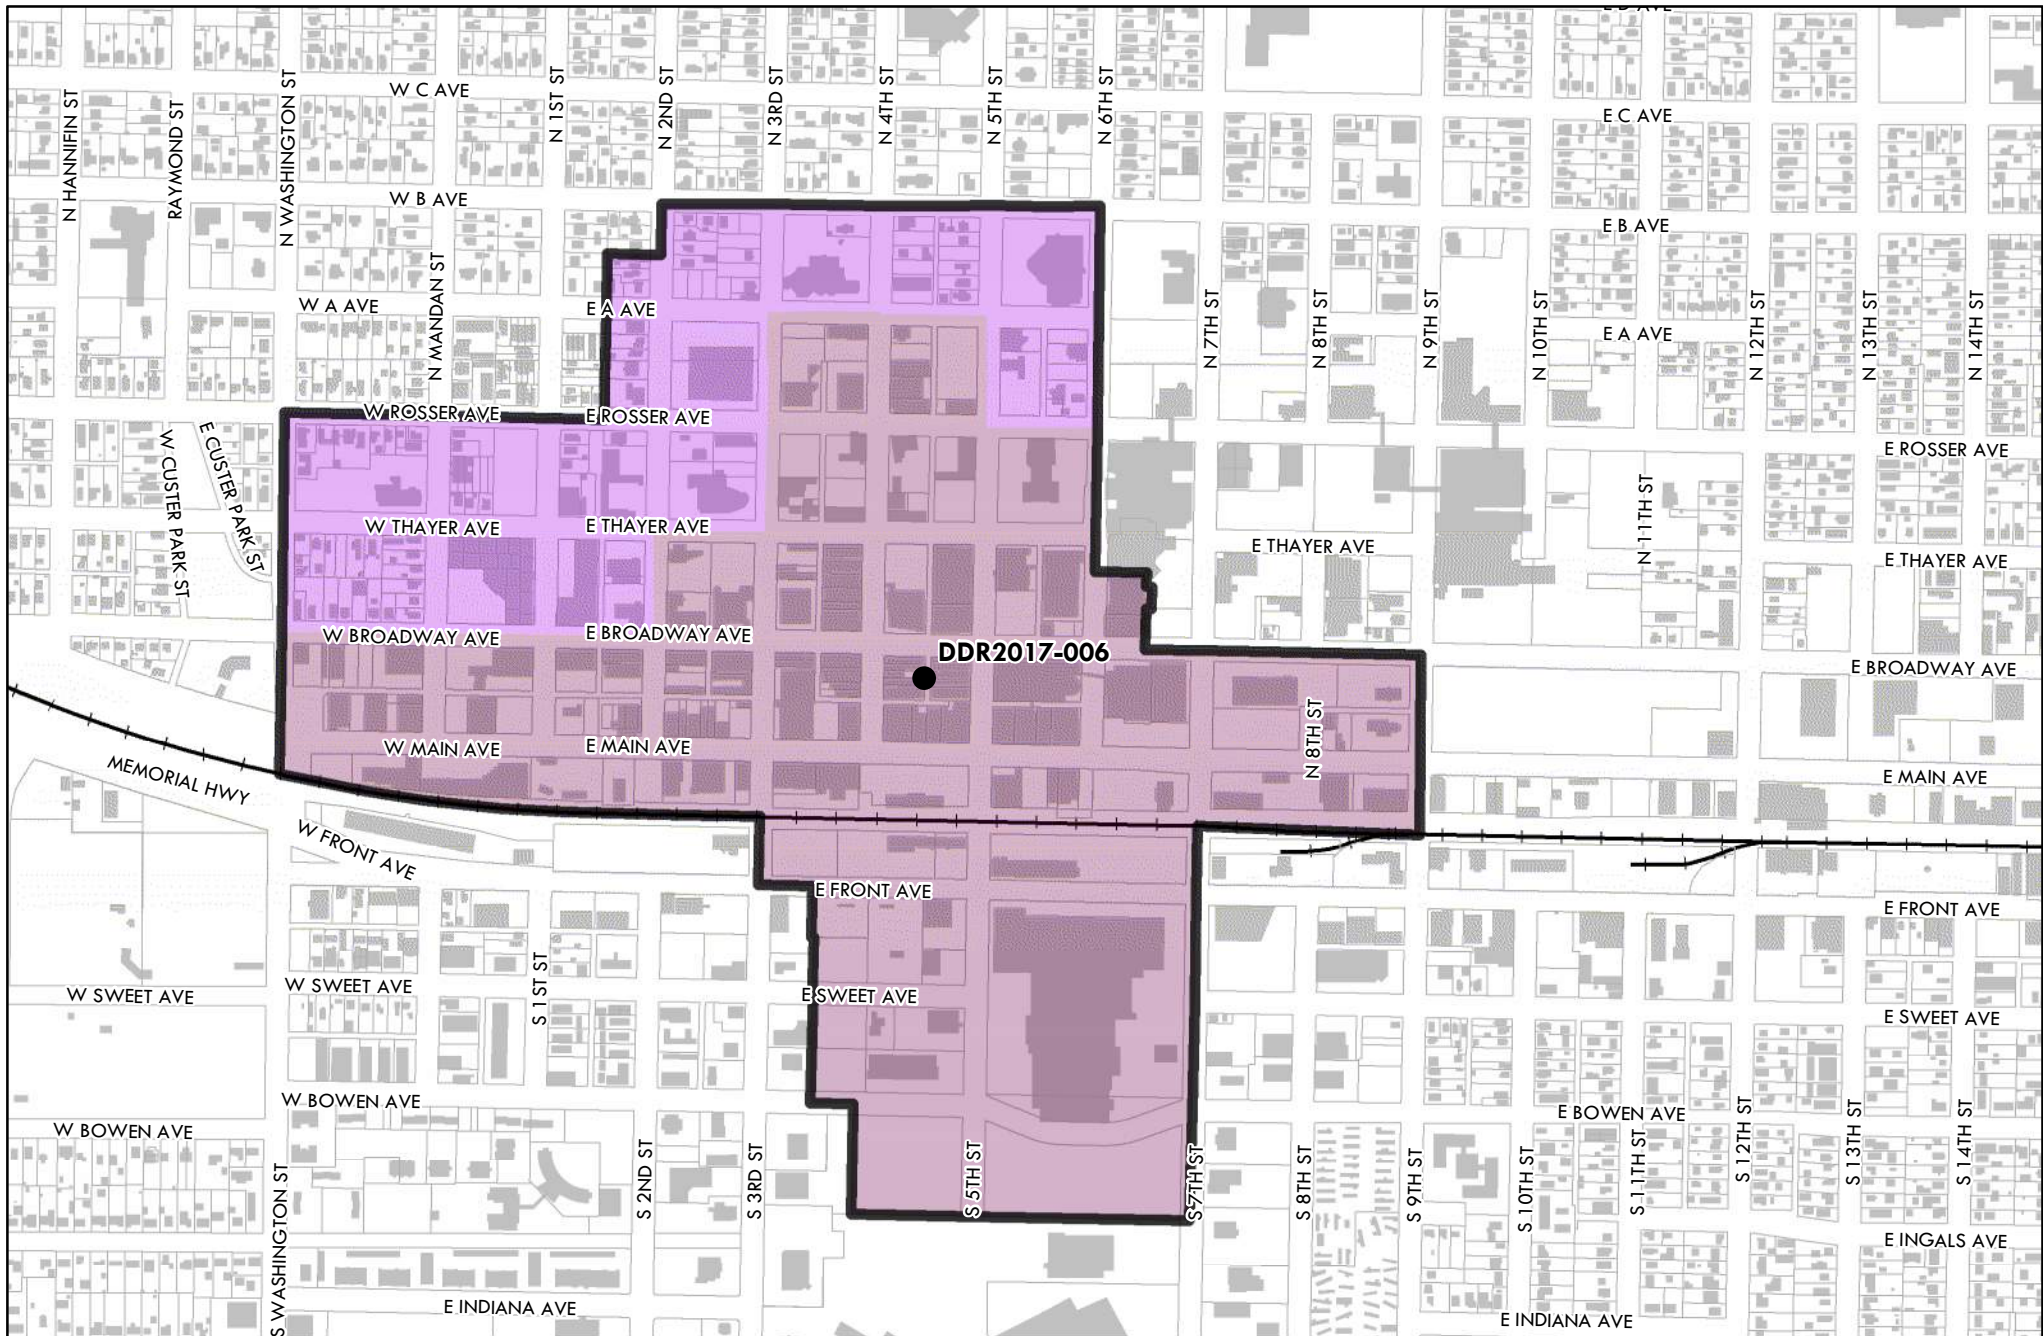 E D AVE
W C AVE
N 1ST ST
N 2ND ST
N 3RD ST
N 4TH ST
N 5TH ST
N 6TH ST
E C AVE
N HANNIFIN ST
RAYMOND ST
N WASHINGTON ST
W B AVE
E B AVE
N MANDAN ST
W A AVE
E A AVE
N 7TH ST
N 8TH ST
N 9TH ST
N 10TH ST
E A AVE
N 12TH ST
N 13TH ST
N 14TH ST
W ROSSER AVE
E ROSSER AVE
E ROSSER AVE
W CUSTER PARK ST
E CUSTER PARK ST
W THAYER AVE
E THAYER AVE
E THAYER AVE
N 11TH ST
E THAYER AVE
W BROADWAY AVE
E BROADWAY AVE
DDR2017-006
E BROADWAY AVE
W MAIN AVE
E MAIN AVE
N 8TH ST
E MAIN AVE
MEMORIAL HWY
W FRONT AVE
E FRONT AVE
E FRONT AVE
W SWEET AVE
W SWEET AVE
S 1ST ST
E SWEET AVE
E SWEET AVE
W BOWEN AVE
W BOWEN AVE
E BOWEN AVE
S WASHINGTON ST
S 2ND ST
S 3RD ST
S 5TH ST
S 7TH ST
S 8TH ST
S 9TH ST
S 10TH ST
S 11TH ST
S 12TH ST
S 13TH ST
S 14TH ST
E INGALS AVE
E INDIANA AVE
E INDIANA AVE